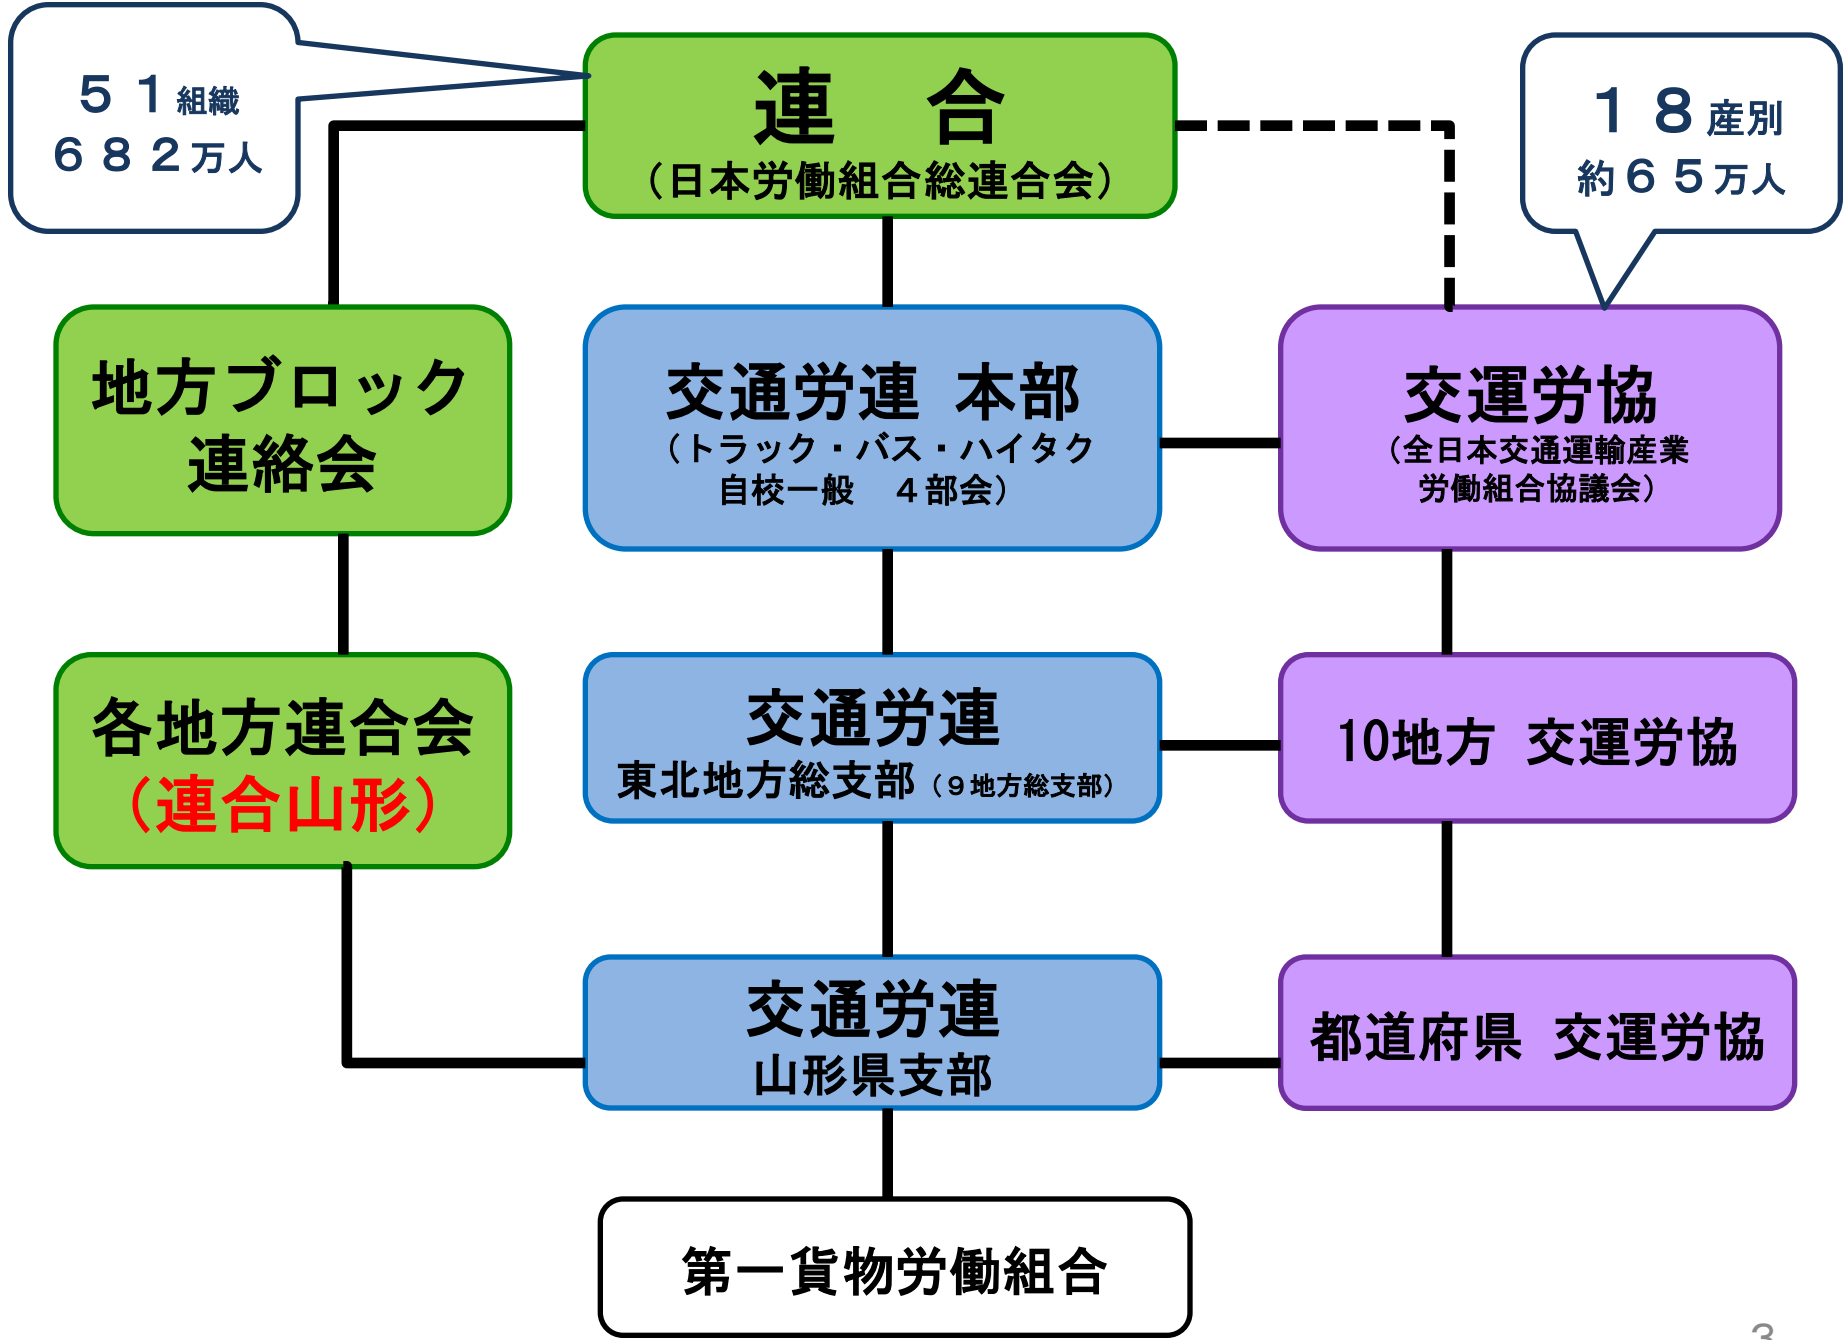 ５１組織
６８２万人
連　合
（日本労働組合総連合会）
１８産別
約６５万人
地方ブロック
連絡会
交通労連 本部
（トラック・バス・ハイタク
自校一般　４部会）
交運労協
（全日本交通運輸産業
労働組合協議会）
各地方連合会
（連合山形）
交通労連
東北地方総支部（９地方総支部）
10地方 交運労協
交通労連
山形県支部
都道府県 交運労協
第一貨物労働組合
3